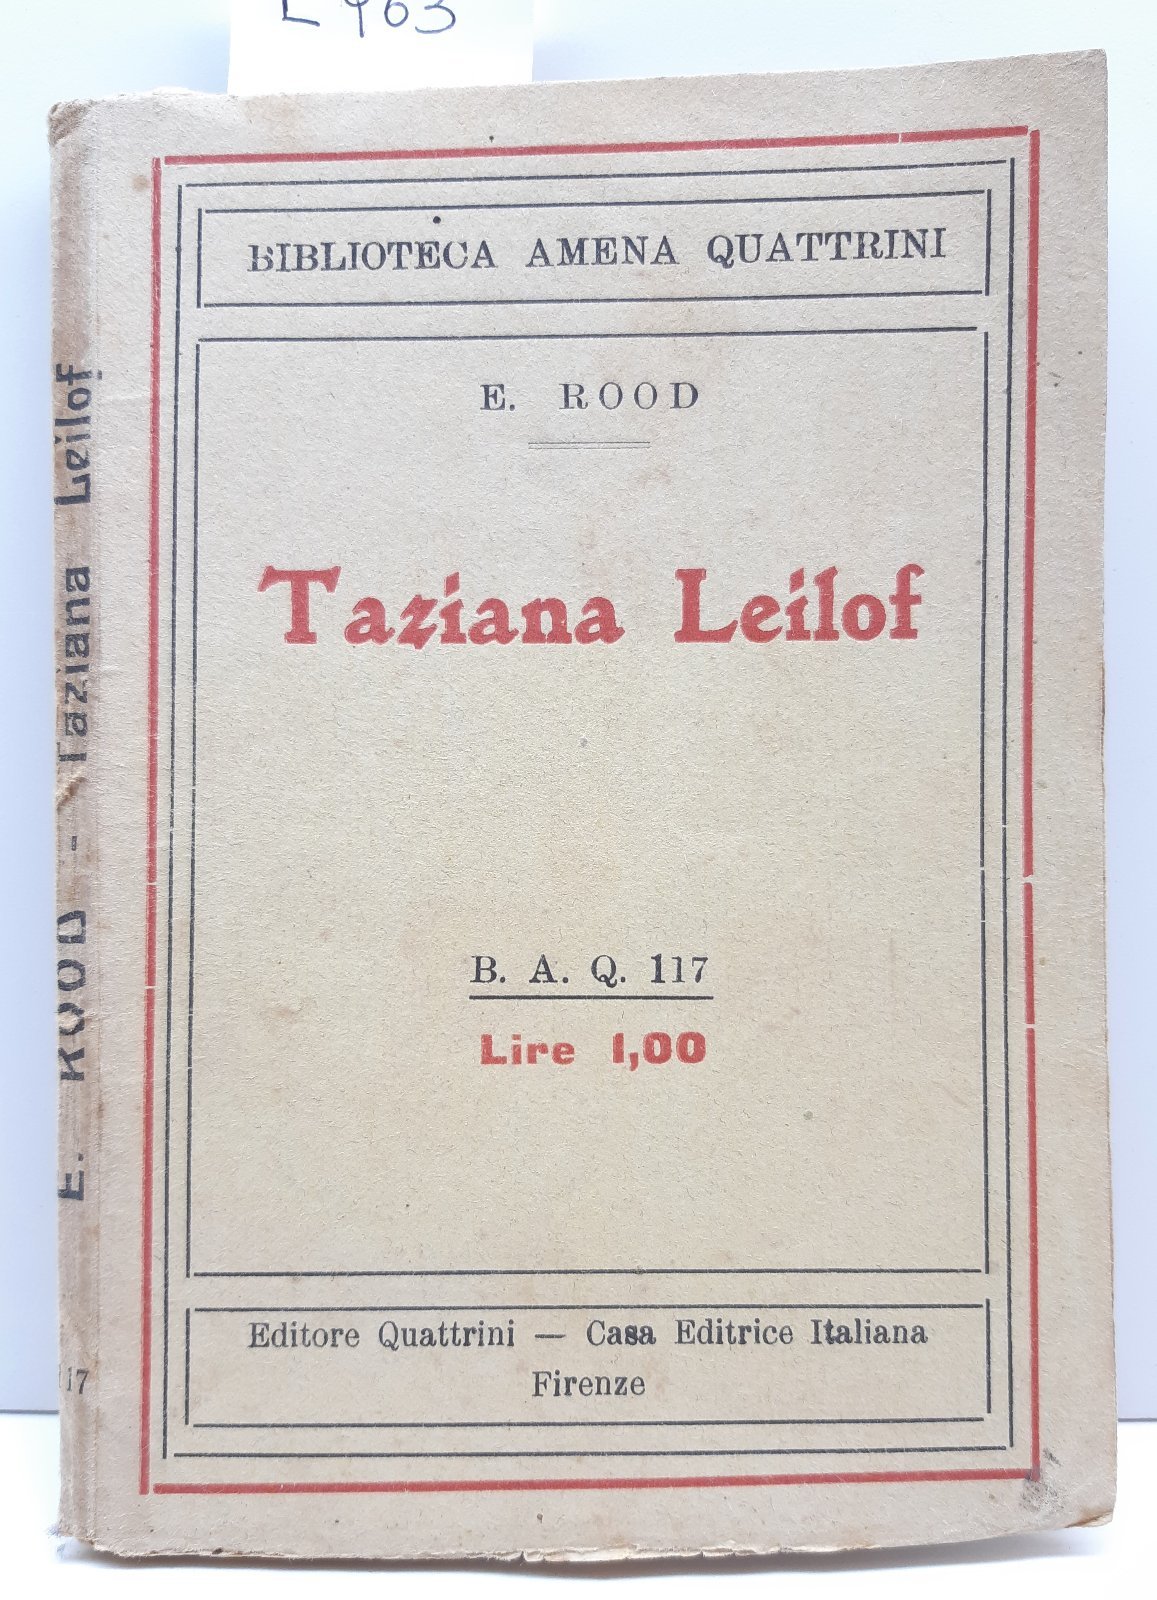 L 963
BIBLIOTECA AMENA QUATTRINI
E. ROOD
Taziana Leilof
B. A. Q. 117
Lire 1,00
Editore Quattrini — Casa Editrice Italiana
Firenze
E. ROOD - Taziana Leilof
117